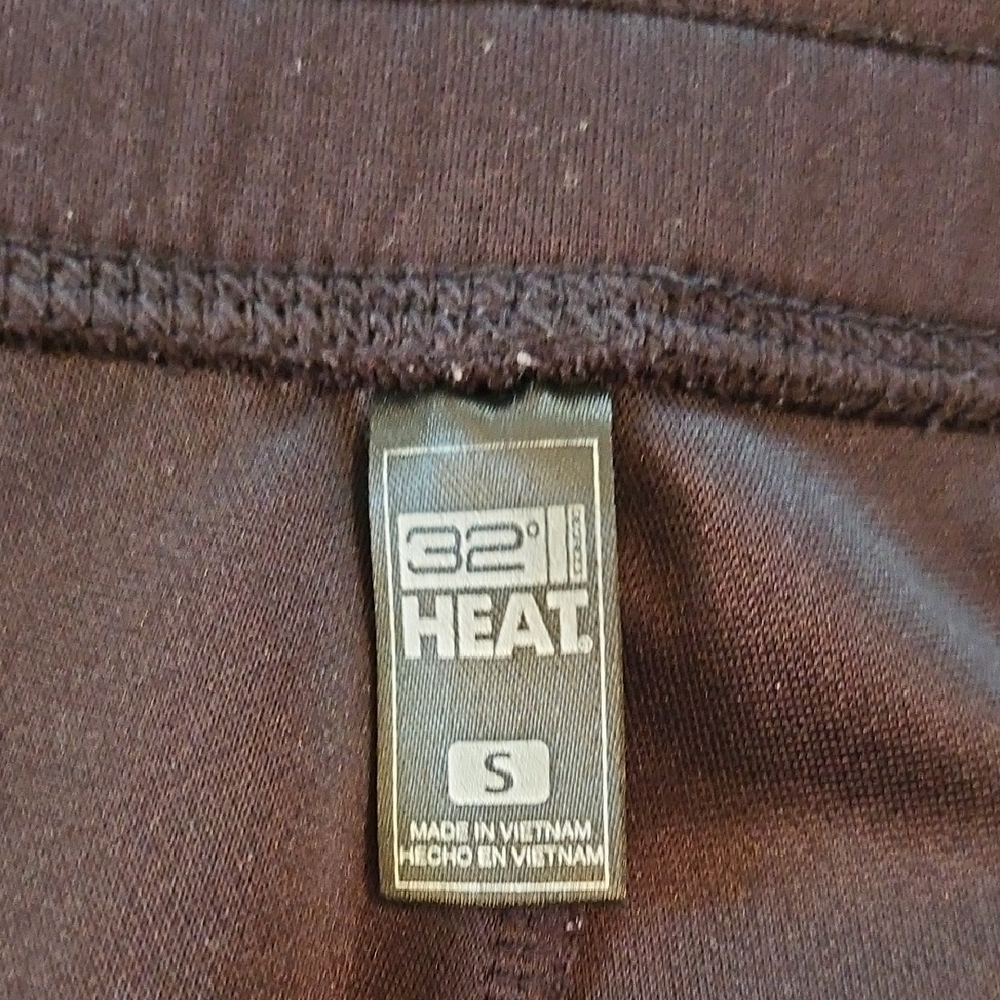 32°
HEAT.
S
MADE IN VIETNAM
HECHO EN VIETNAM